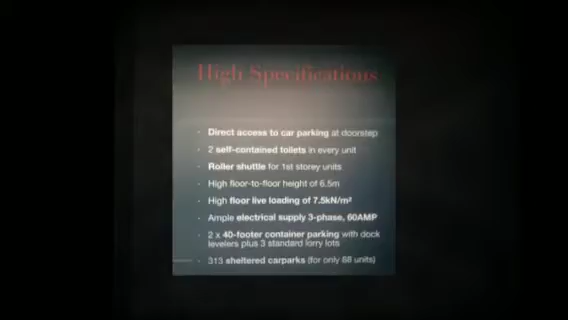 High Specifications
· Direct access to car parking at doorstep
· 2 self-contained toilets in every unit
· Roller shuttle for 1st storey units
· High floor-to-floor height of 6.5m
· High floor live loading of 7.5kN/m²
· Ample electrical supply 3-phase, 60AMP
· 2 x 40-footer container parking with dock
levelers plus 3 standard lorry lots
· 313 sheltered carparks (for only 88 units)